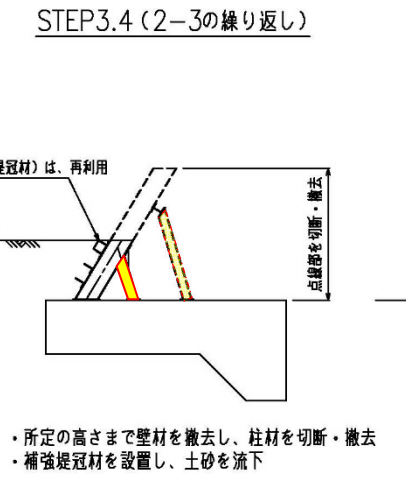 STEP3.4(2-3の繰り返し)
堤冠材)は、再利用
点線部を切断・撤去
・所定の高さまで壁材を撤去し、柱材を切断・撤去
・補強堤冠材を設置し、土砂を流下